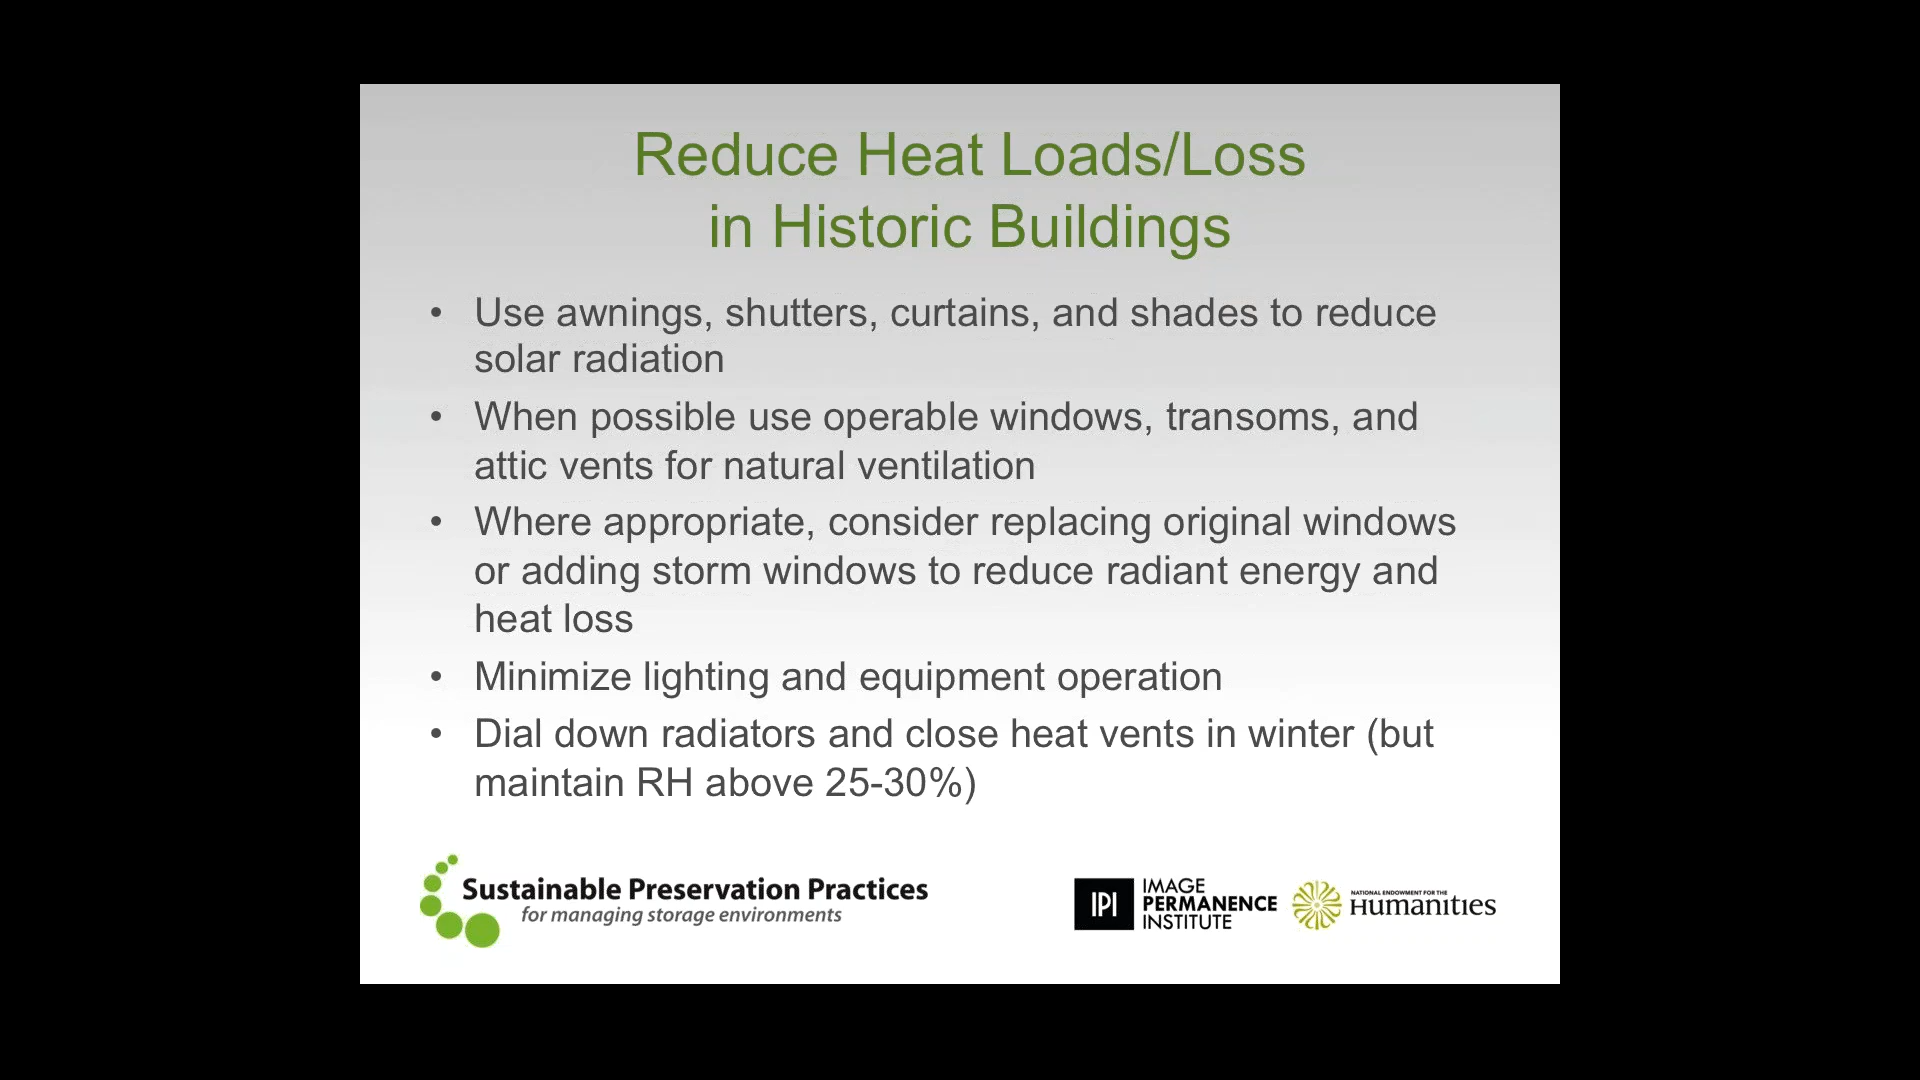 Reduce Heat Loads/Loss
in Historic Buildings
• Use awnings, shutters, curtains, and shades to reduce
solar radiation
• When possible use operable windows, transoms, and
attic vents for natural ventilation
• Where appropriate, consider replacing original windows
or adding storm windows to reduce radiant energy and
heat loss
• Minimize lighting and equipment operation
• Dial down radiators and close heat vents in winter (but
maintain RH above 25-30%)
Sustainable Preservation Practices
for managing storage environments
IPI
IMAGE
PERMANENCE
INSTITUTE
NATIONAL ENDOWMENT FOR THE
Humanities